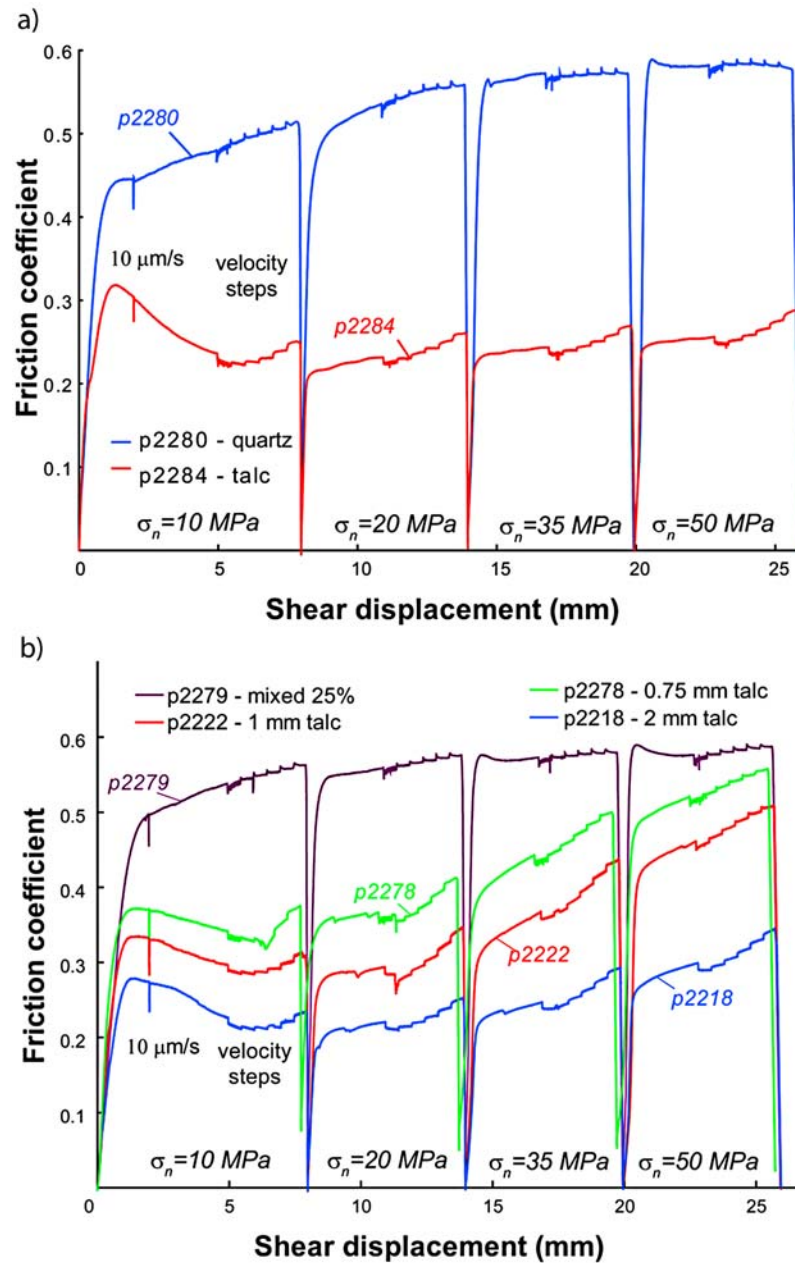 a)
0.6
p2280
0.5
0.4
10 μm/s velocity steps
0.3
p2284
0.2
p2280 - quartz
p2284 - talc
0.1
σn=10 MPa σn=20 MPa σn=35 MPa σn=50 MPa
0 5 10 15 20 25
Friction coefficient
Shear displacement (mm)
b)
p2279 - mixed 25% p2278 - 0.75 mm talc
p2222 - 1 mm talc p2218 - 2 mm talc
0.6
p2279
0.5
0.4
p2278
0.3
p2222
p2218
0.2
10 μm/s velocity steps
0.1
σn=10 MPa σn=20 MPa σn=35 MPa σn=50 MPa
0 5 10 15 20 25
Friction coefficient
Shear displacement (mm)